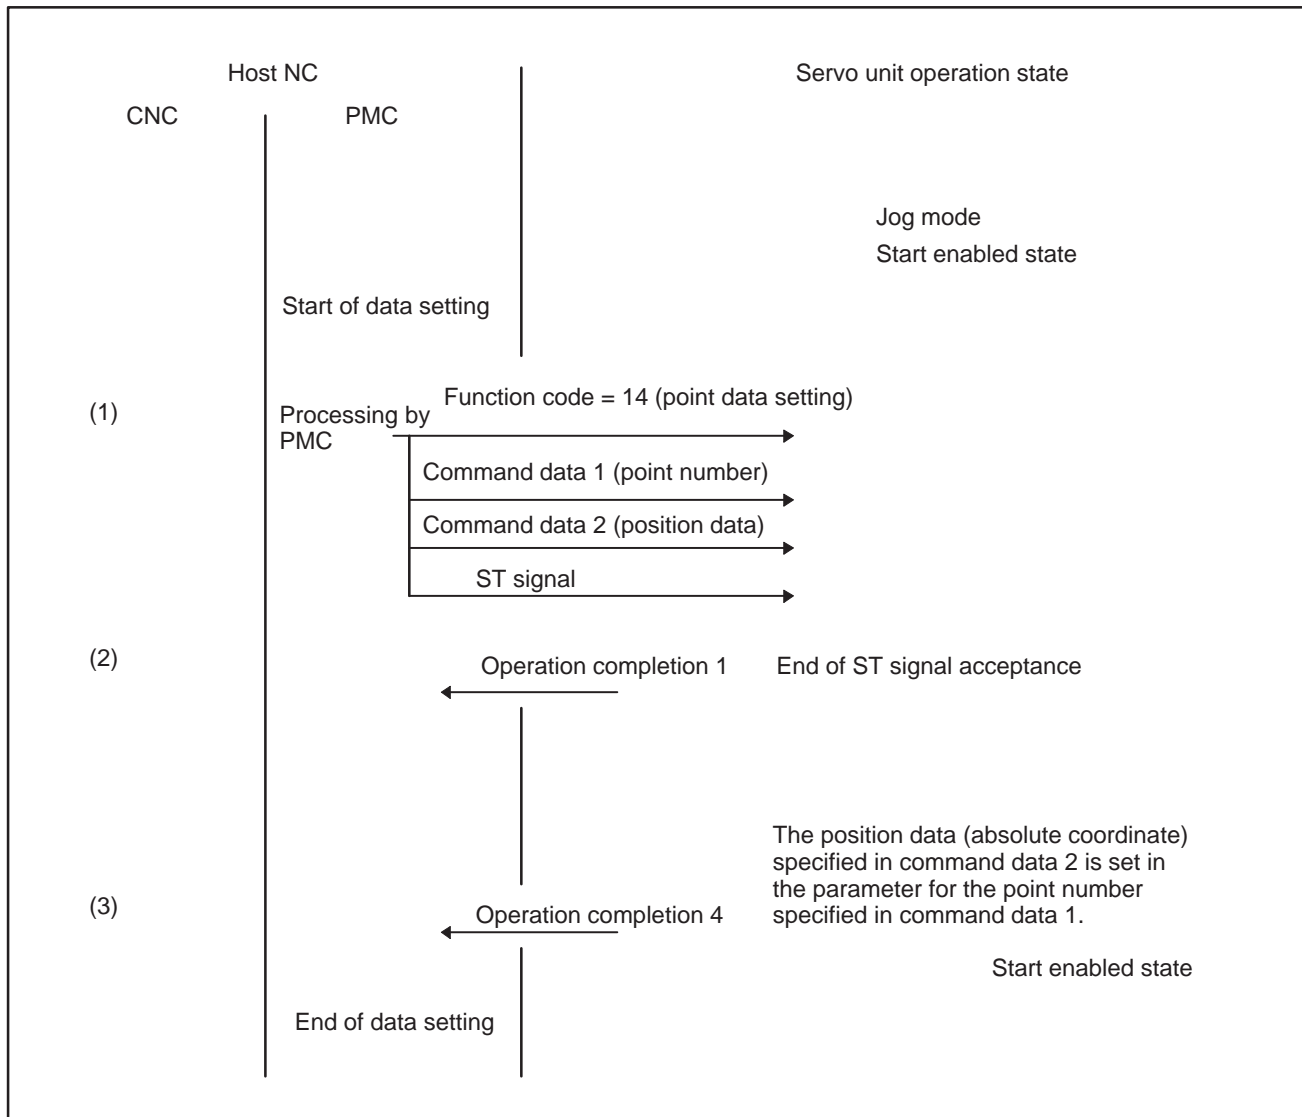 Host NC
Servo unit operation state
CNC
PMC
Jog mode
Start enabled state
Start of data setting
(1)
Processing by
PMC
Function code = 14 (point data setting)
Command data 1 (point number)
Command data 2 (position data)
ST signal
(2)
Operation completion 1
End of ST signal acceptance
The position data (absolute coordinate)
specified in command data 2 is set in
the parameter for the point number
specified in command data 1.
(3)
Operation completion 4
Start enabled state
End of data setting